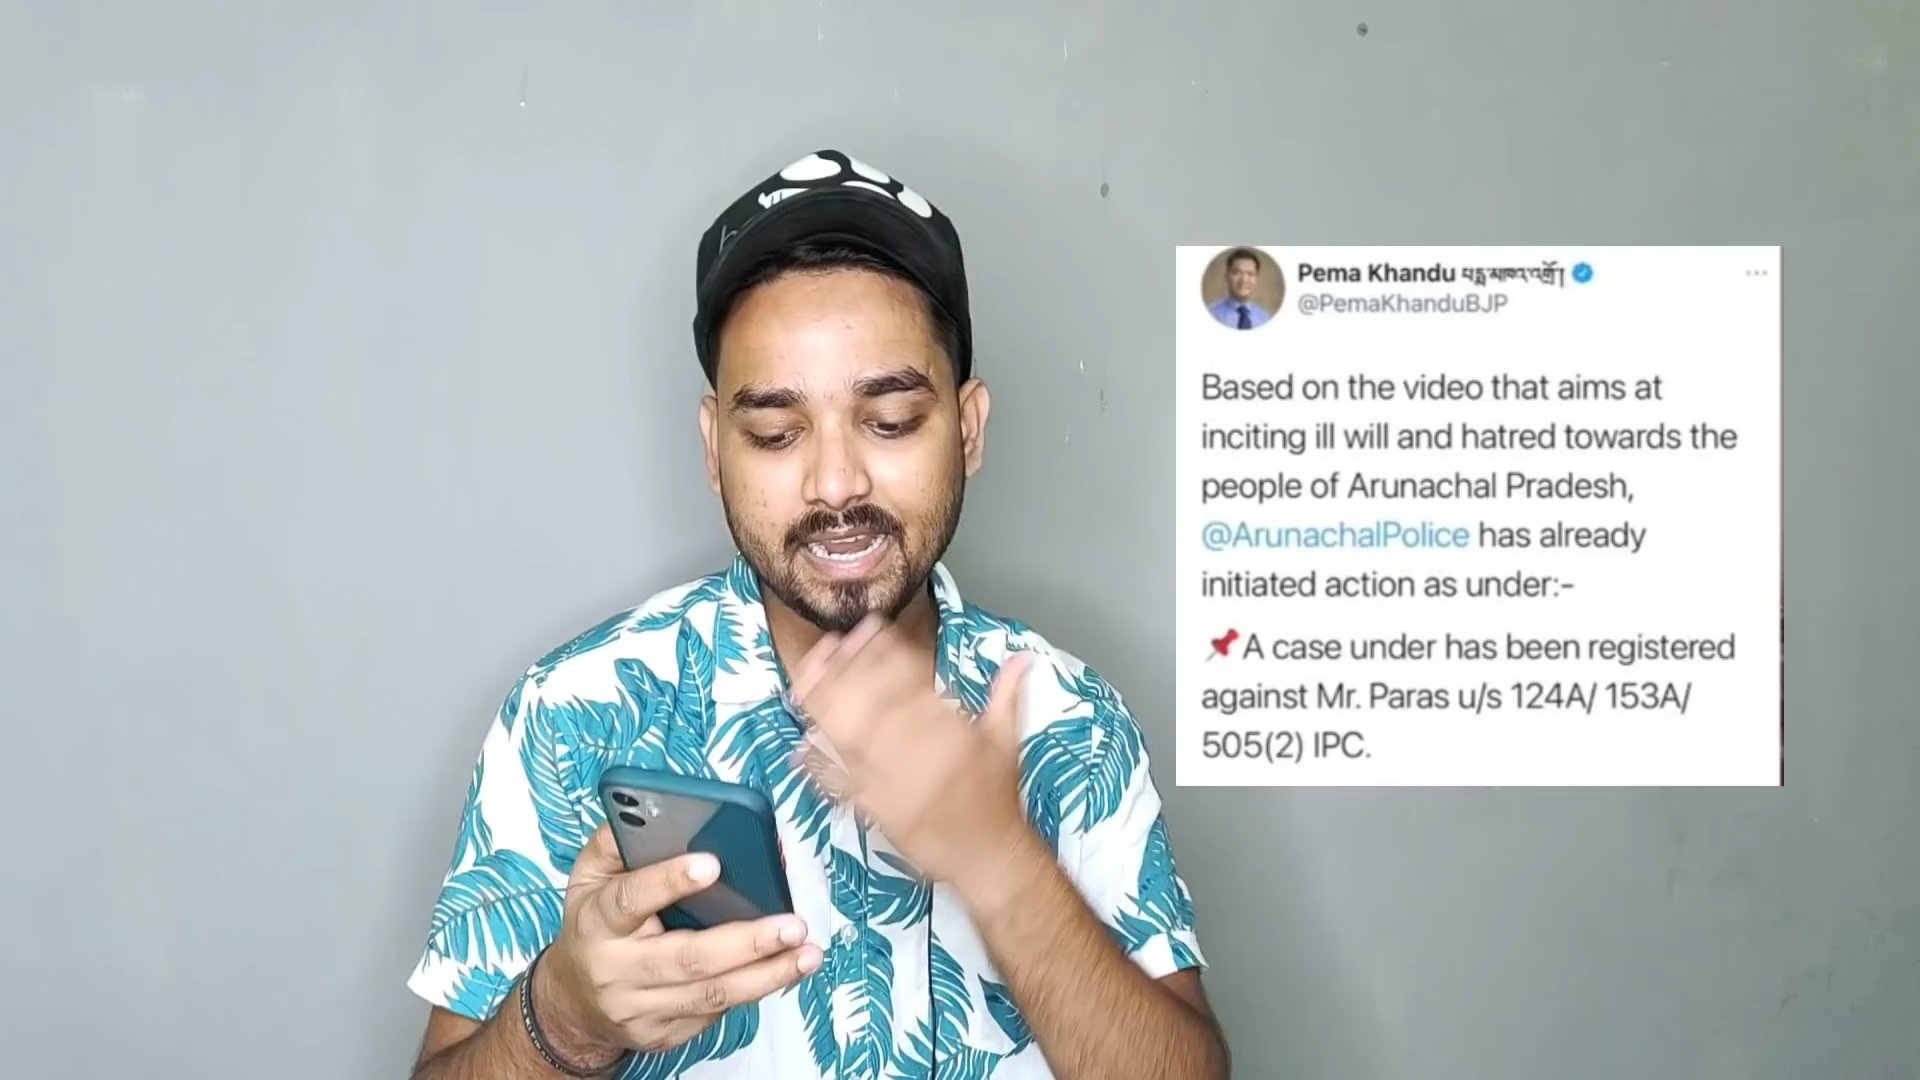 Pema Khandu པདྨ་མཁའ་འགྲོ།
@PemaKhanduBJP
Based on the video that aims at
inciting ill will and hatred towards the
people of Arunachal Pradesh,
@ArunachalPolice has already
initiated action as under:-
📌A case under has been registered
against Mr. Paras u/s 124A/ 153A/
505(2) IPC.